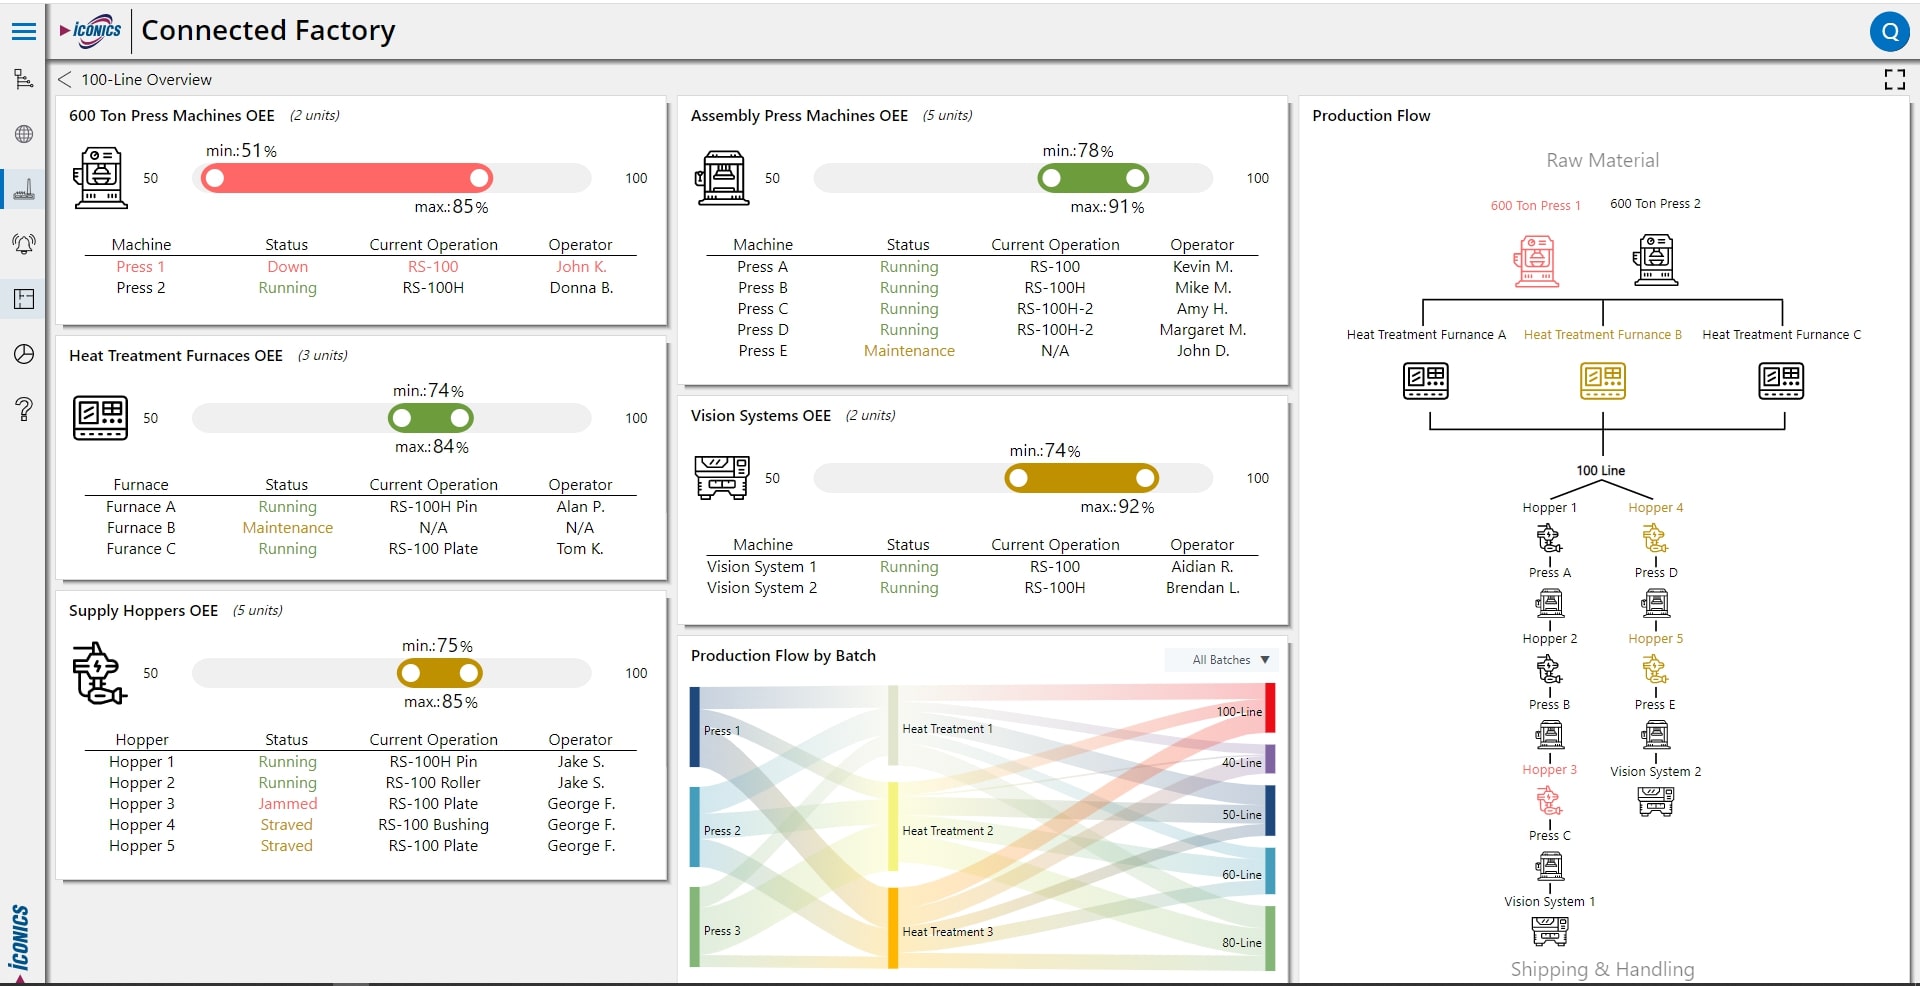 ICONICS
Connected Factory
Q
100-Line Overview
600 Ton Press Machines OEE (2 units)
min.:51%
50
100
max.:85%
Machine Status Current Operation Operator
Press 1 Down RS-100 John K.
Press 2 Running RS-100H Donna B.
Heat Treatment Furnaces OEE (3 units)
min.:74%
50
100
max.:84%
Furnace Status Current Operation Operator
Furnace A Running RS-100H Pin Alan P.
Furnace B Maintenance N/A N/A
Furance C Running RS-100 Plate Tom K.
Supply Hoppers OEE (5 units)
min.:75%
50
100
max.:85%
Hopper Status Current Operation Operator
Hopper 1 Running RS-100H Pin Jake S.
Hopper 2 Running RS-100 Roller Jake S.
Hopper 3 Jammed RS-100 Plate George F.
Hopper 4 Straved RS-100 Bushing George F.
Hopper 5 Straved RS-100 Plate George F.
ICONICS
Assembly Press Machines OEE (5 units)
min.:78%
50
100
max.:91%
Machine Status Current Operation Operator
Press A Running RS-100 Kevin M.
Press B Running RS-100H Mike M.
Press C Running RS-100H-2 Amy H.
Press D Running RS-100H-2 Margaret M.
Press E Maintenance N/A John D.
Vision Systems OEE (2 units)
min.:74%
50
100
max.:92%
Machine Status Current Operation Operator
Vision System 1 Running RS-100 Aidian R.
Vision System 2 Running RS-100H Brendan L.
Production Flow by Batch
All Batches
Press 1
Press 2
Press 3
Heat Treatment 1
Heat Treatment 2
Heat Treatment 3
100-Line
40-Line
50-Line
60-Line
80-Line
Production Flow
Raw Material
600 Ton Press 1
600 Ton Press 2
Heat Treatment Furnance A
Heat Treatment Furnance B
Heat Treatment Furnance C
100 Line
Hopper 1
Hopper 4
Press A
Press D
Hopper 2
Hopper 5
Press B
Press E
Hopper 3
Vision System 2
Press C
Vision System 1
Shipping & Handling